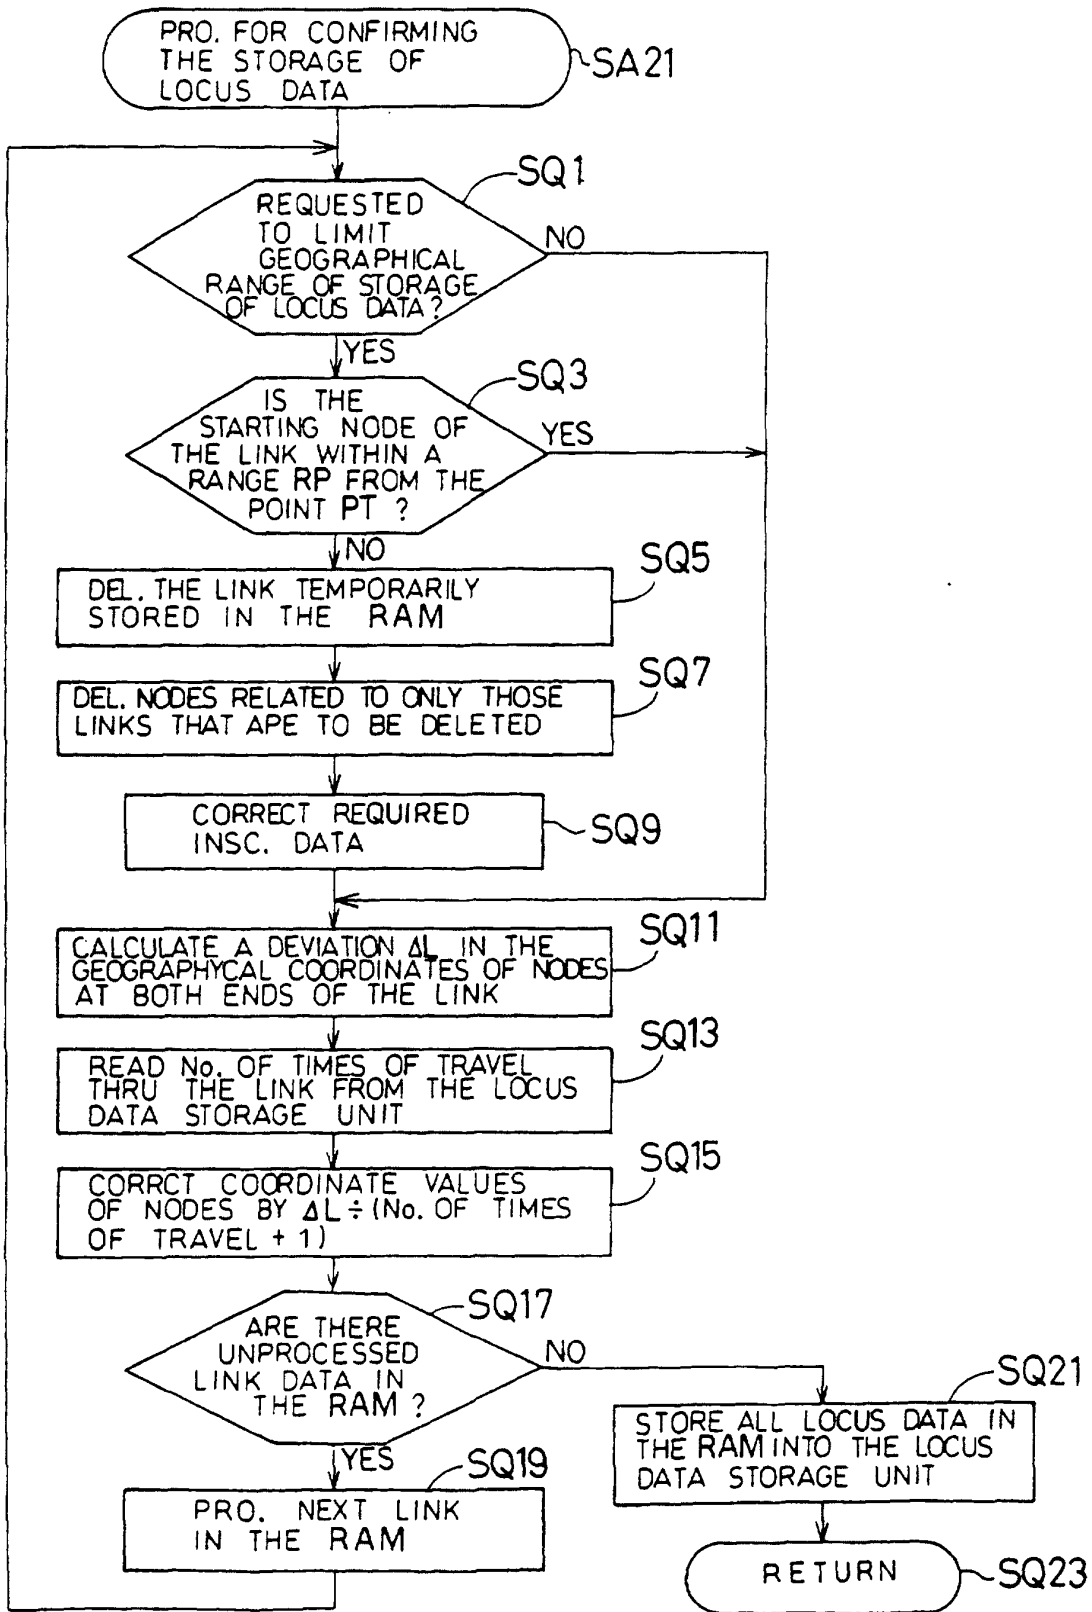 PRO. FOR CONFIRMING
THE STORAGE OF
LOCUS DATA
SA21
SQ1
REQUESTED
TO LIMIT
GEOGRAPHICAL
RANGE OF STORAGE
OF LOCUS DATA?
NO
YES
SQ3
IS THE
STARTING NODE OF
THE LINK WITHIN A
RANGE RP FROM THE
POINT PT ?
YES
NO
SQ5
DEL. THE LINK TEMPORARILY
STORED IN THE RAM
SQ7
DEL. NODES RELATED TO ONLY THOSE
LINKS THAT APE TO BE DELETED
CORRECT REQUIRED
INSC. DATA
SQ9
SQ11
CALCULATE A DEVIATION ΔL IN THE
GEOGRAPHYCAL COORDINATES OF NODES
AT BOTH ENDS OF THE LINK
SQ13
READ No. OF TIMES OF TRAVEL
THRU THE LINK FROM THE LOCUS
DATA STORAGE UNIT
SQ15
CORRCT COORDINATE VALUES
OF NODES BY ΔL ÷ (No. OF TIMES
OF TRAVEL + 1)
SQ17
ARE THERE
UNPROCESSED
LINK DATA IN
THE RAM ?
NO
YES
SQ19
PRO. NEXT LINK
IN THE RAM
SQ21
STORE ALL LOCUS DATA IN
THE RAM INTO THE LOCUS
DATA STORAGE UNIT
RETURN
SQ23